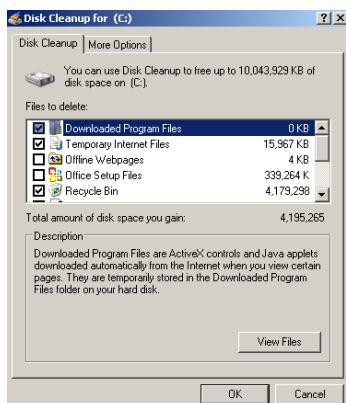 Disk Cleanup for (C:)
Disk Cleanup More Options
You can use Disk Cleanup to free up to 10,043,929 KB of
disk space on (C:).
Files to delete:
Downloaded Program Files 0 KB
Temporary Internet Files 15,967 KB
Offline Webpages 4 KB
Office Setup Files 339,264 K
Recycle Bin 4,179,298
Total amount of disk space you gain: 4,195,265
Description
Downloaded Program Files are ActiveX controls and Java applets
downloaded automatically from the Internet when you view certain
pages. They are temporarily stored in the Downloaded Program
Files folder on your hard disk.
View Files
OK Cancel